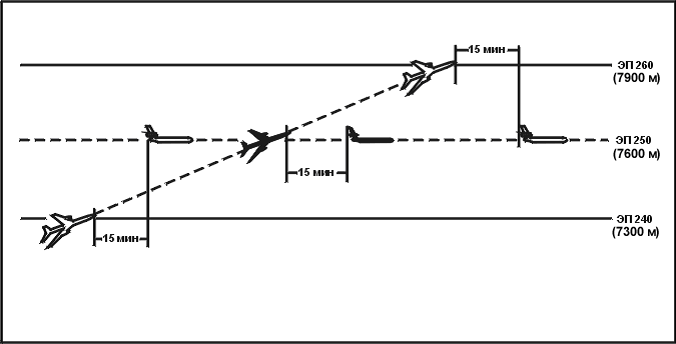 15 мин
ЭП 260
(7900 м)
ЭП 250
(7600 м)
15 мин
ЭП 240
(7300 м)
15 мин